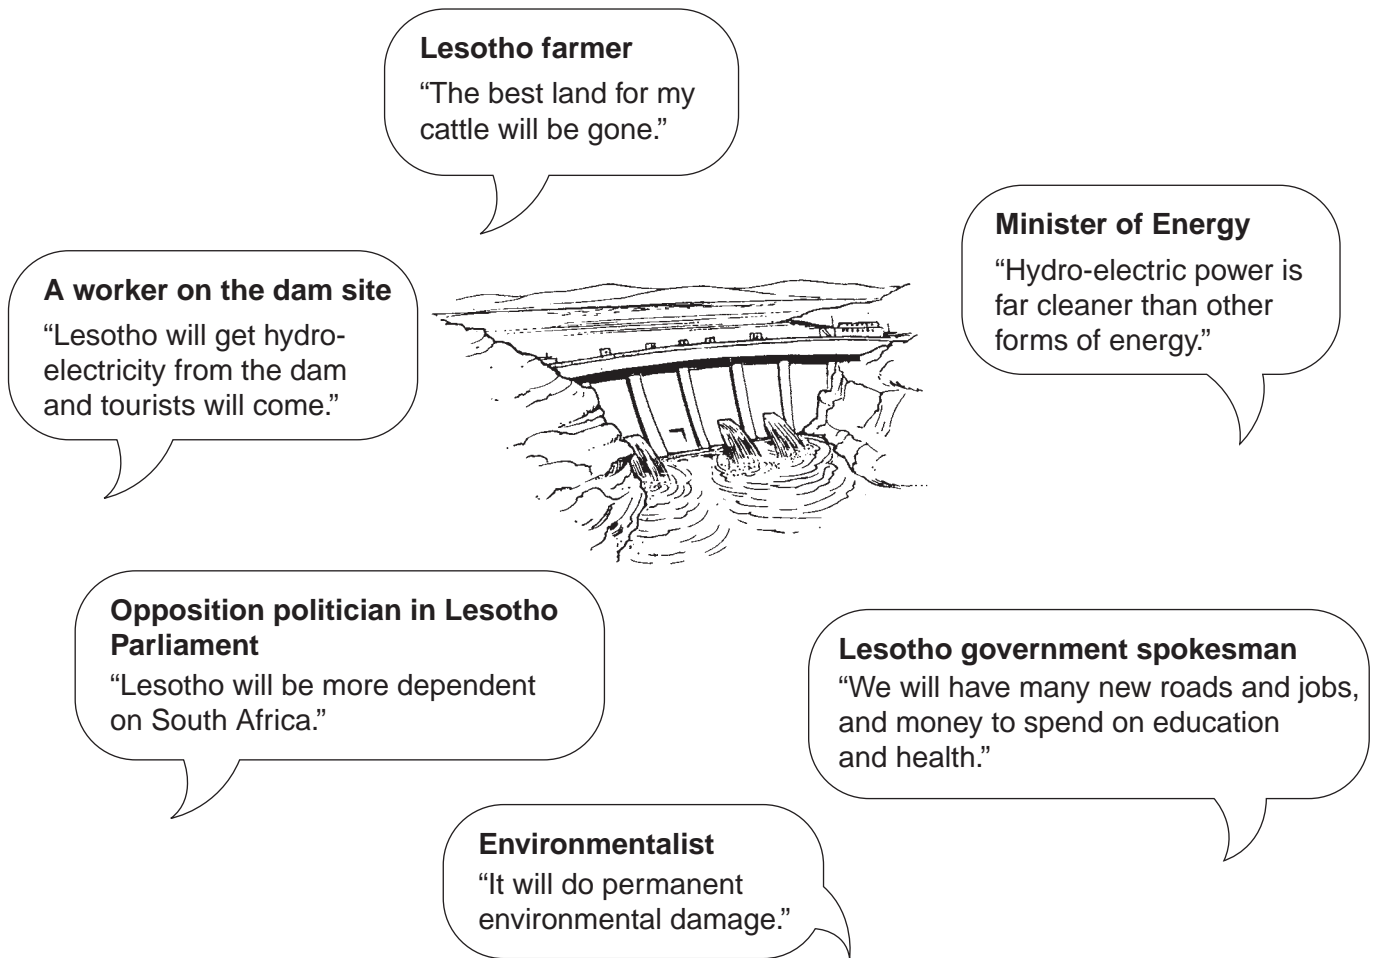 Lesotho farmer
“The best land for my
cattle will be gone.”
Minister of Energy
“Hydro-electric power is
far cleaner than other
forms of energy.”
A worker on the dam site
“Lesotho will get hydro-
electricity from the dam
and tourists will come.”
Opposition politician in Lesotho
Parliament
“Lesotho will be more dependent
on South Africa.”
Lesotho government spokesman
“We will have many new roads and jobs,
and money to spend on education
and health.”
Environmentalist
“It will do permanent
environmental damage.”